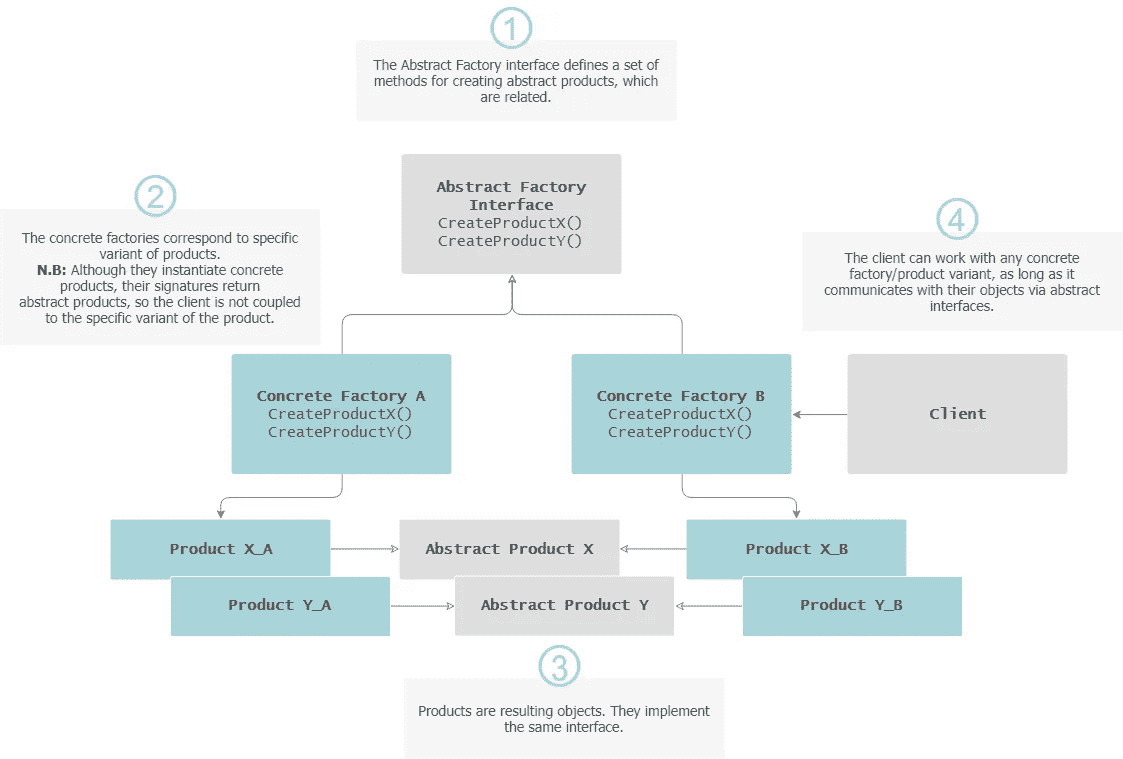 1
The Abstract Factory interface defines a set of
methods for creating abstract products, which
are related.
Abstract Factory
Interface
CreateProductX()
CreateProductY()
2
The concrete factories correspond to specific
variant of products.
N.B: Although they instantiate concrete
products, their signatures return
abstract products, so the client is not coupled
to the specific variant of the product.
4
The client can work with any concrete
factory/product variant, as long as it
communicates with their objects via abstract
interfaces.
Concrete Factory A
CreateProductX()
CreateProductY()
Concrete Factory B
CreateProductX()
CreateProductY()
Client
Product X_A
Abstract Product X
Product X_B
Product Y_A
Abstract Product Y
Product Y_B
3
Products are resulting objects. They implement
the same interface.